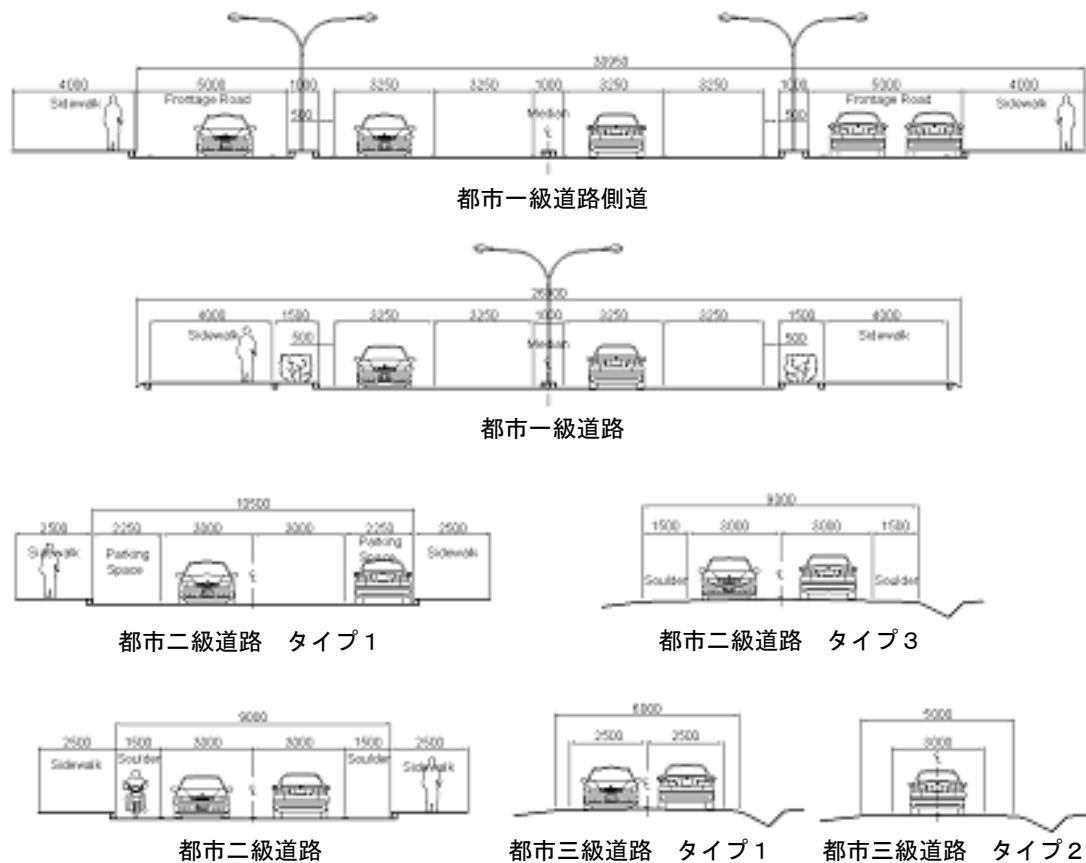 30950
4000 5000 1000 3250 3250 1000 3250 3250 1000 5000 4000
Sidewalk Frottage Road Median Frottage Road Sidewalk
500 500
都市一級道路側道
4000 1500 3250 3250 1000 3250 3250 1500 4000
Sidewalk 500 Median 500 Sidewalk
都市一級道路
10500
2500 2250 3000 3000 2250 2500
Sidewalk Parking Space Parking Space Sidewalk
都市二級道路 タイプ1
9000
1500 3000 3000 1500
Soulder Soulder
都市二級道路 タイプ3
9000
2500 1500 3000 3000 1500 2500
Sidewalk Soulder Soulder Sidewalk
都市二級道路
6000
2500 2500
都市三級道路 タイプ1
5000
3000
都市三級道路 タイプ2